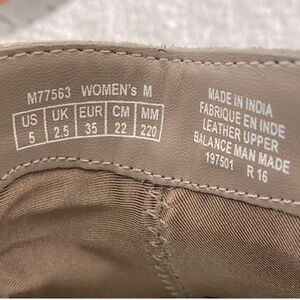 M77563 WOMEN's M
US UK EUR CM MM
5 2.5 35 22 220
MADE IN INDIA
FABRIQUE EN INDE
LEATHER UPPER
BALANCE MAN MADE
197501 R 16